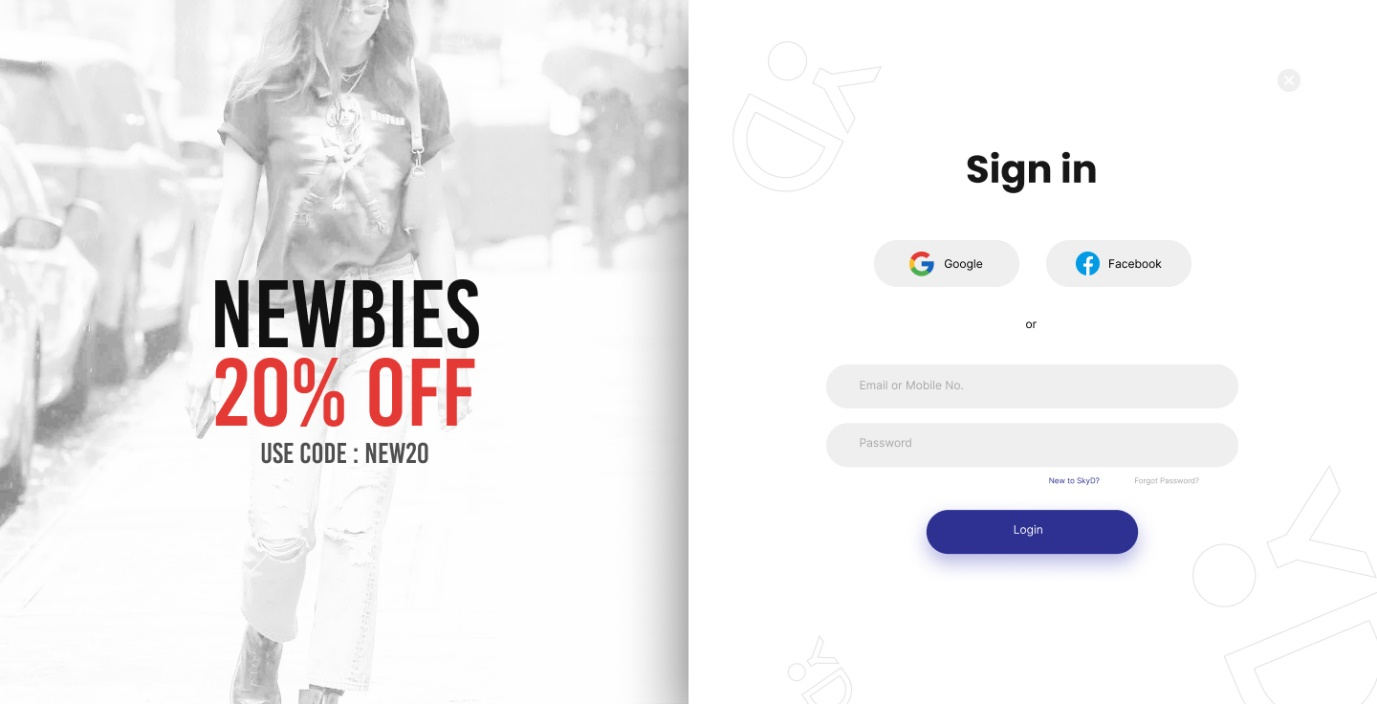 NEWBIES
20% OFF
USE CODE : NEW20
Sign in
Google
Facebook
or
Email or Mobile No.
Password
New to SkyD?
Forgot Password?
Login